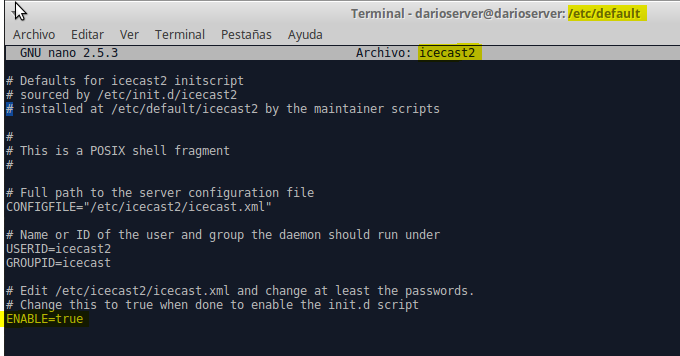 Terminal - darioserver@darioserver: /etc/default
Archivo Editar Ver Terminal Pestañas Ayuda
GNU nano 2.5.3 Archivo: icecast2
# Defaults for icecast2 initscript
# sourced by /etc/init.d/icecast2
# installed at /etc/default/icecast2 by the maintainer scripts
#
# This is a POSIX shell fragment
#
# Full path to the server configuration file
CONFIGFILE="/etc/icecast2/icecast.xml"
# Name or ID of the user and group the daemon should run under
USERID=icecast2
GROUPID=icecast
# Edit /etc/icecast2/icecast.xml and change at least the passwords.
# Change this to true when done to enable the init.d script
ENABLE=true